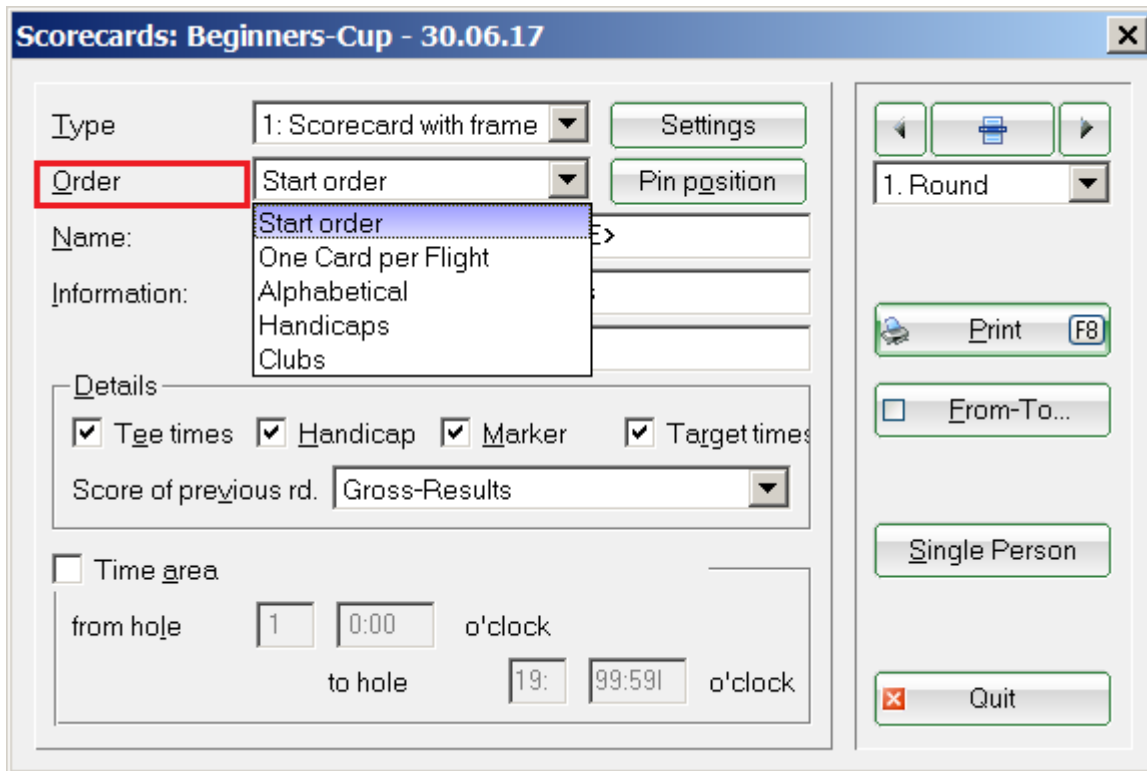 Scorecards: Beginners-Cup - 30.06.17
Type 1: Scorecard with frame Settings
Order Start order Pin position
1. Round
Start order
Name: E>
One Card per Flight
Alphabetical
Information:
Handicaps
Clubs
Print F8
Details
From-To...
Tee times Handicap Marker Target times
Score of previous rd. Gross-Results
Single Person
Time area
from hole 1 0:00 o'clock
to hole 19: 99:59 o'clock
Quit